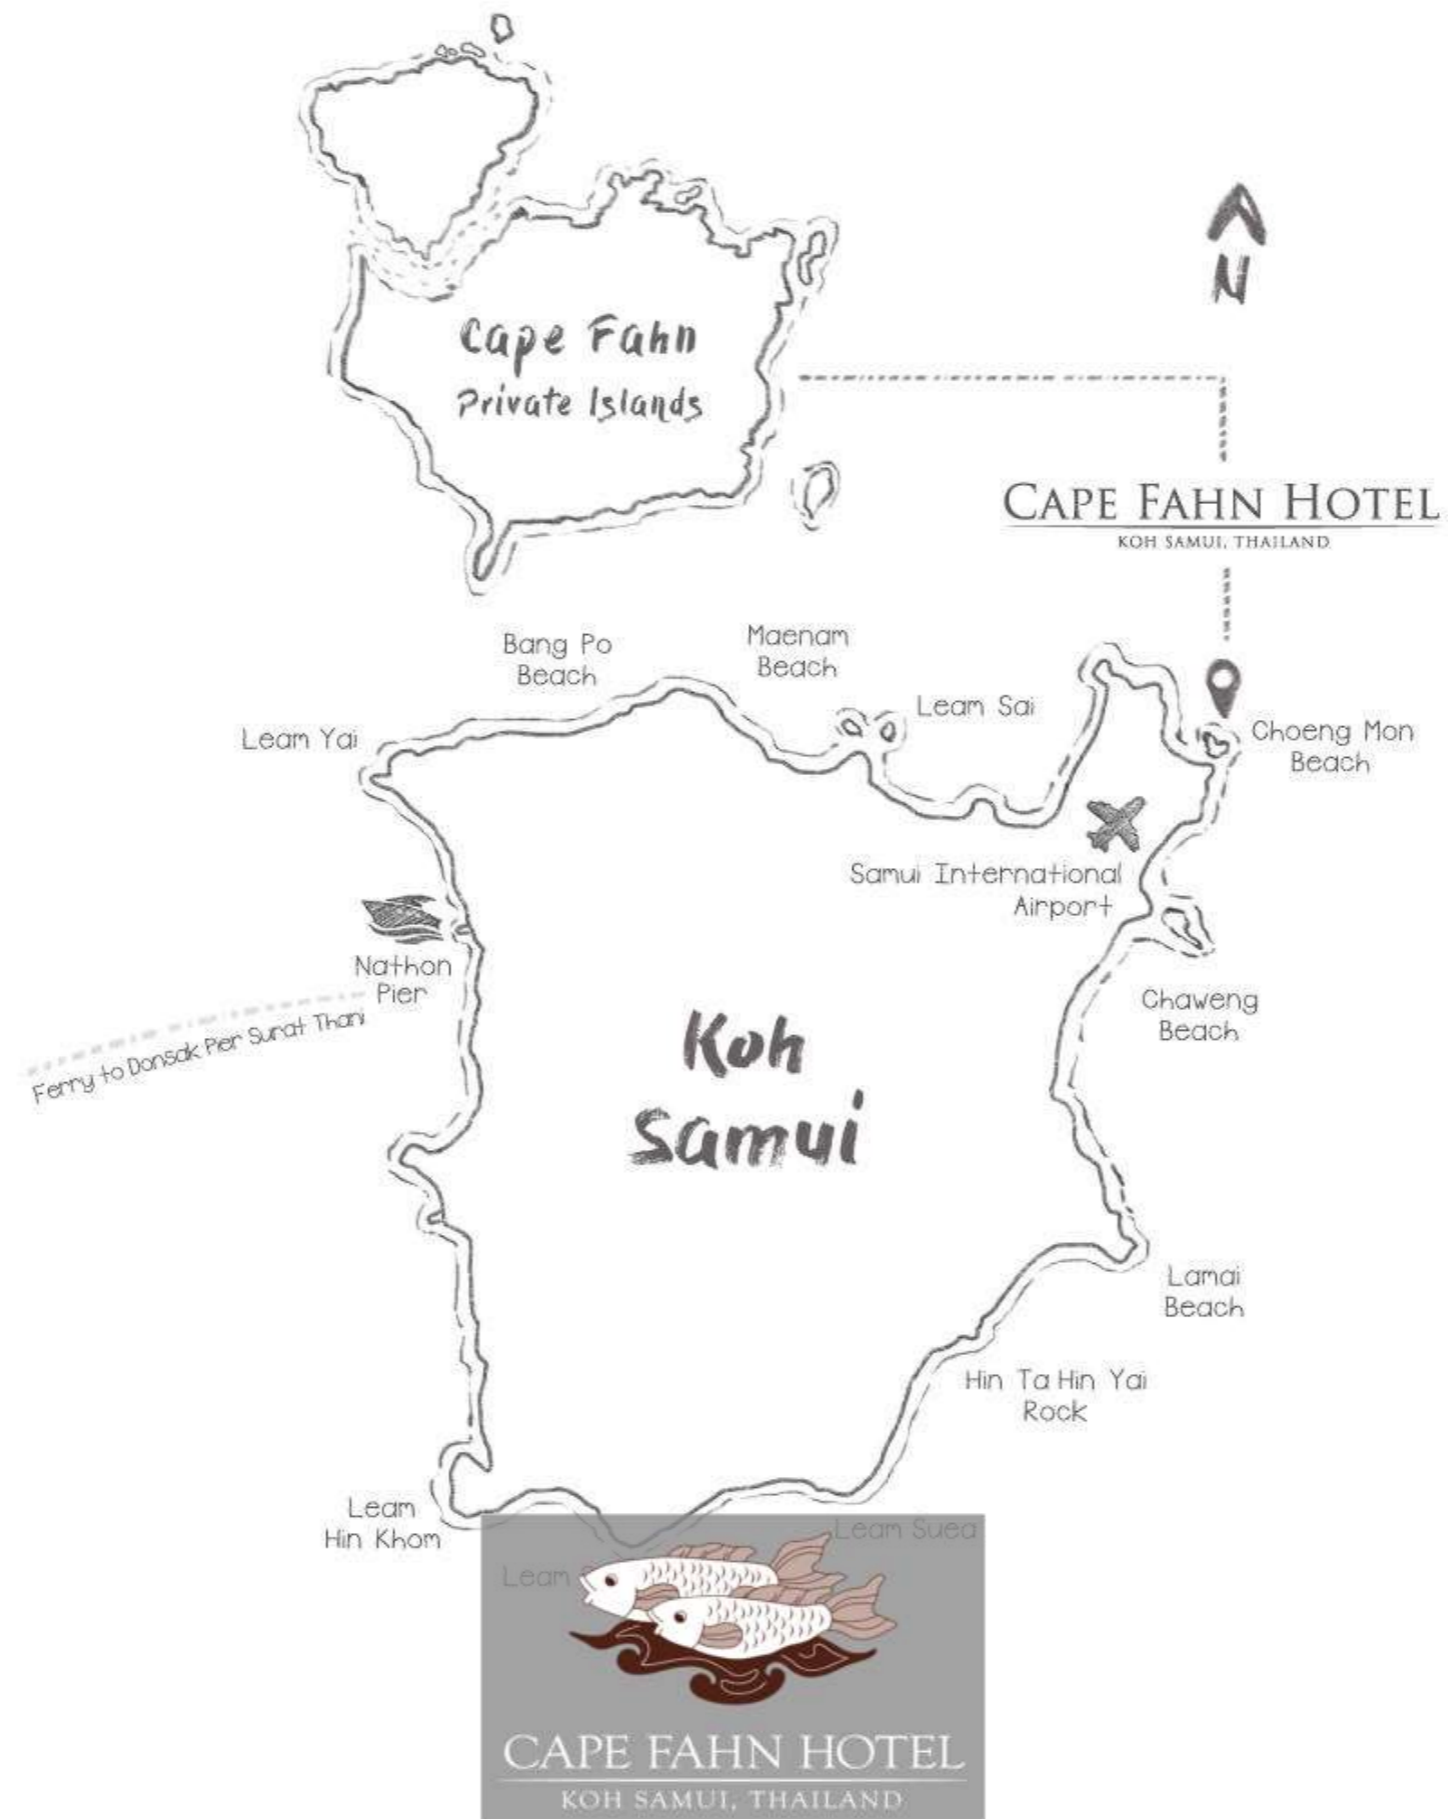 Cape Fahn
Private Islands
N
CAPE FAHN HOTEL
KOH SAMUI, THAILAND
Bang Po
Beach
Maenam
Beach
Leam Sai
Leam Yai
Choeng Mon
Beach
Samui International
Airport
Nathon
Pier
Ferry to Donsak Pier Surat Thani
Chaweng
Beach
Koh
Samui
Lamai
Beach
Hin Ta Hin Yai
Rock
Leam
Hin Khom
Leam Suea
Leam
CAPE FAHN HOTEL
KOH SAMUI, THAILAND